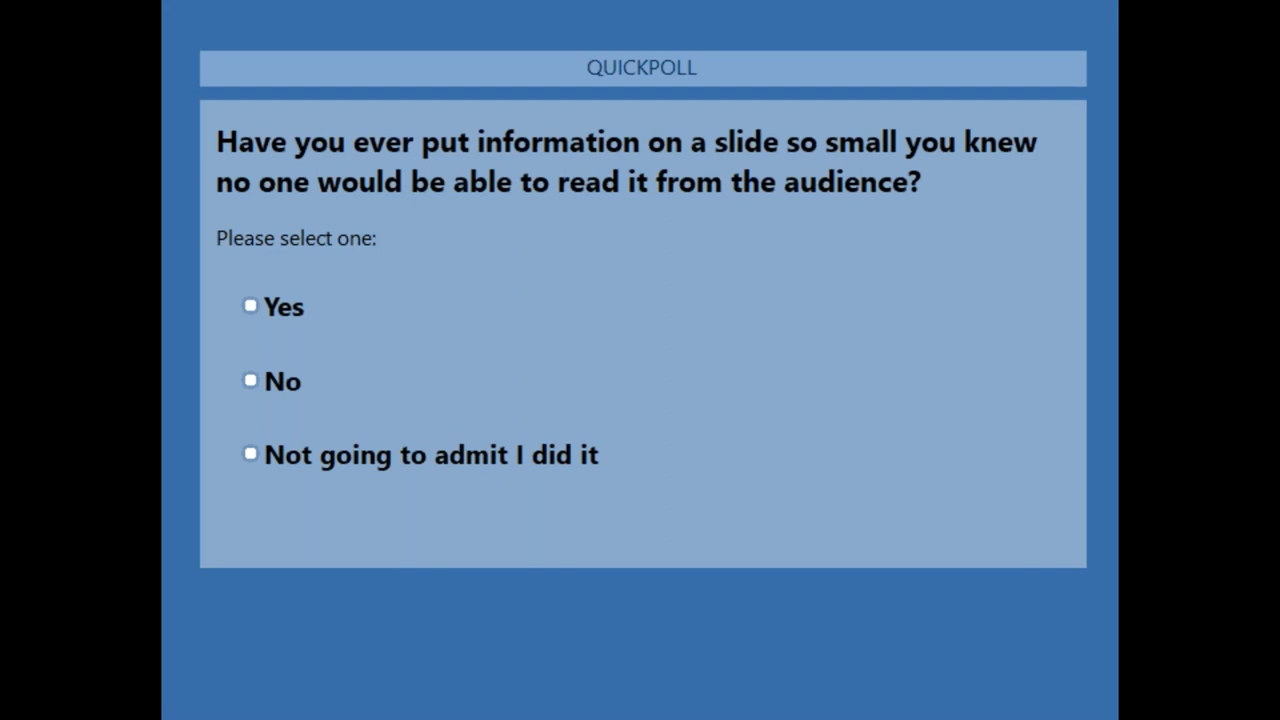 QUICKPOLL
Have you ever put information on a slide so small you knew
no one would be able to read it from the audience?
Please select one:
Yes
No
Not going to admit I did it